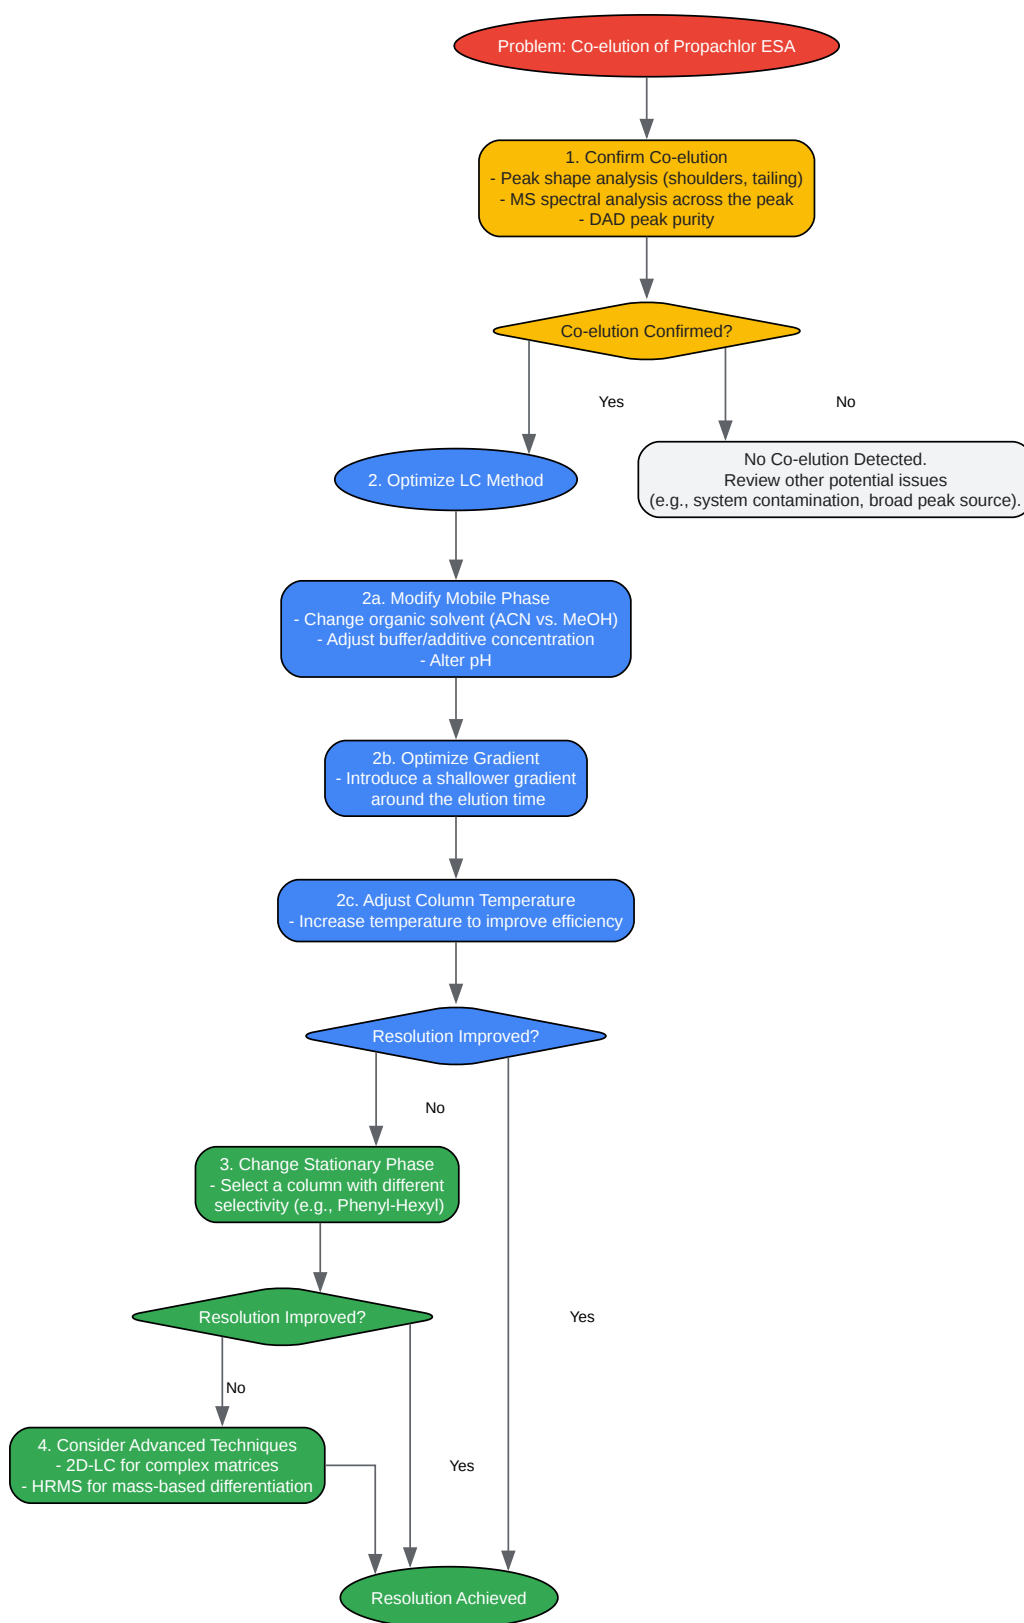 Problem: Co-elution of Propachlor ESA
1. Confirm Co-elution
- Peak shape analysis (shoulders, tailing)
- MS spectral analysis across the peak
- DAD peak purity
Co-elution Confirmed?
Yes
No
2. Optimize LC Method
No Co-elution Detected.
Review other potential issues
(e.g., system contamination, broad peak source).
2a. Modify Mobile Phase
- Change organic solvent (ACN vs. MeOH)
- Adjust buffer/additive concentration
- Alter pH
2b. Optimize Gradient
- Introduce a shallower gradient
around the elution time
2c. Adjust Column Temperature
- Increase temperature to improve efficiency
Resolution Improved?
No
3. Change Stationary Phase
- Select a column with different
selectivity (e.g., Phenyl-Hexyl)
Resolution Improved?
Yes
No
4. Consider Advanced Techniques
- 2D-LC for complex matrices
- HRMS for mass-based differentiation
Yes
Resolution Achieved